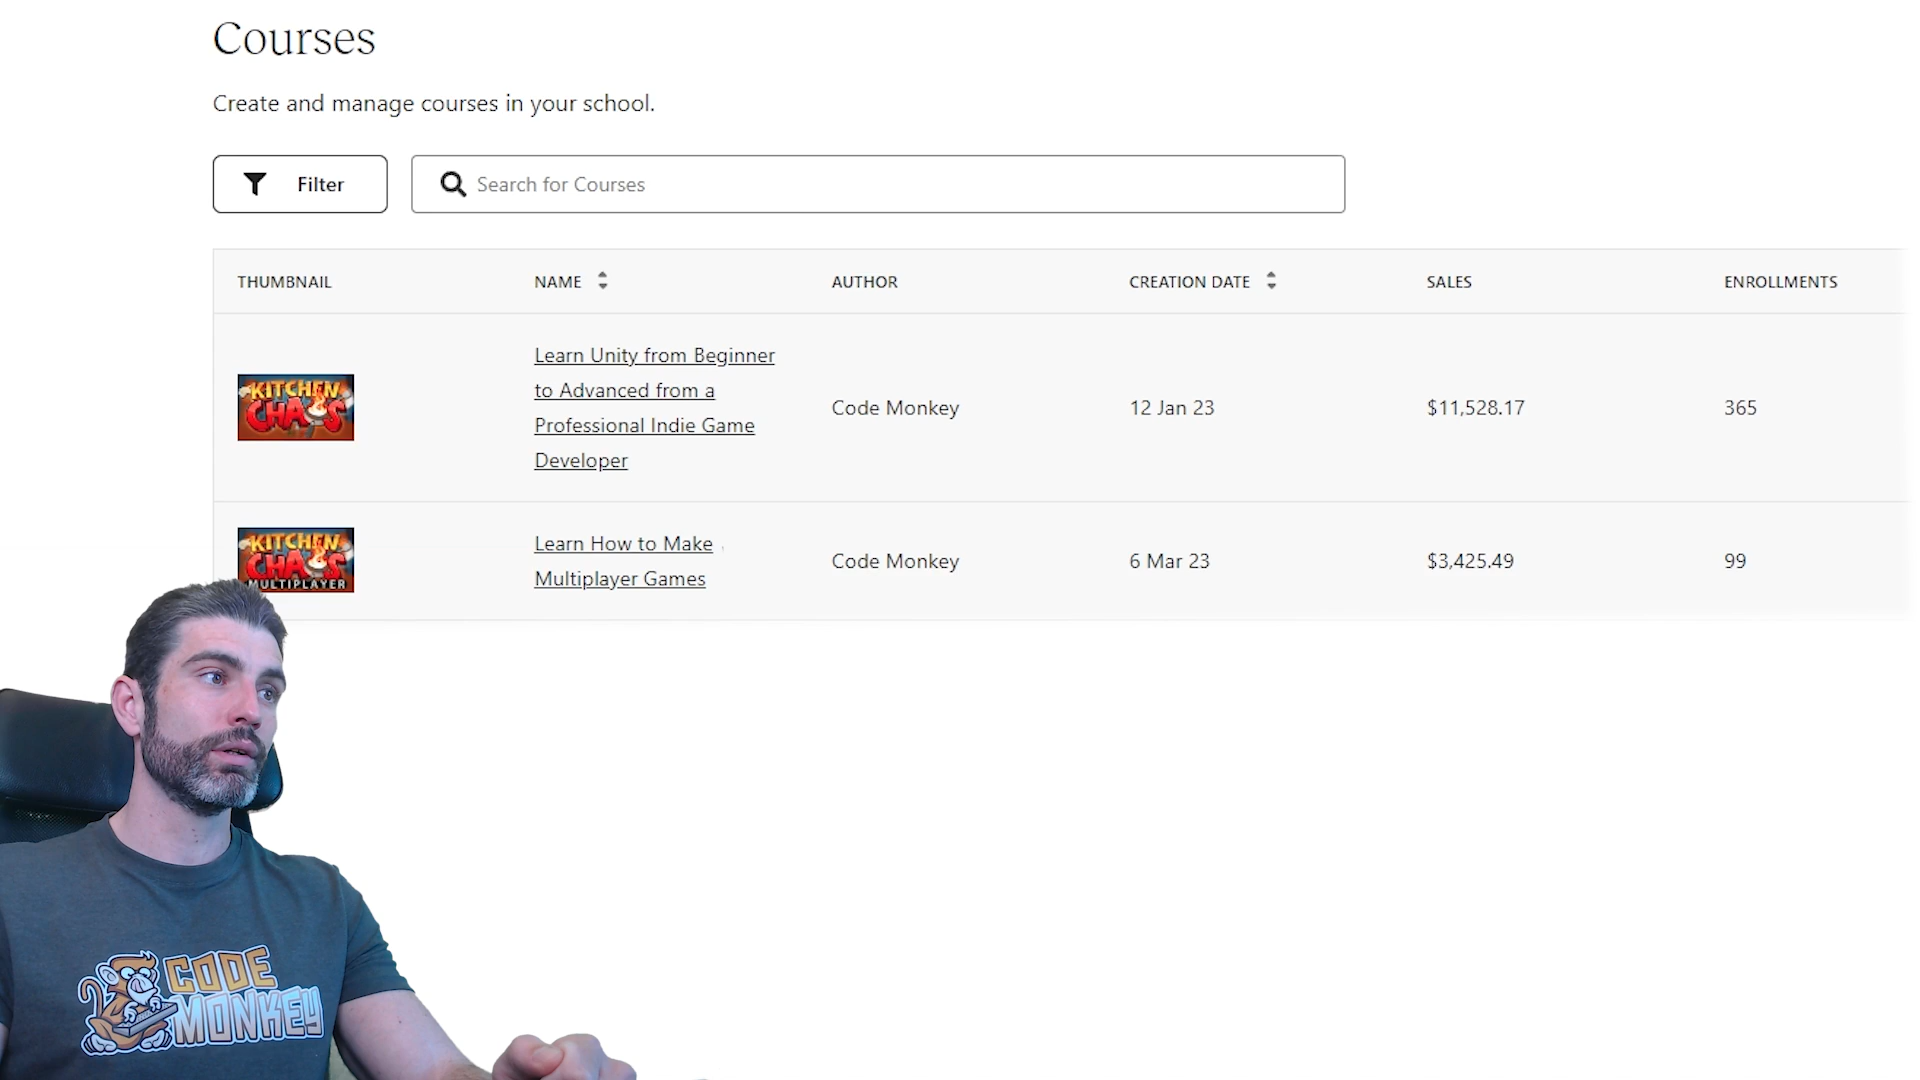 Courses
Create and manage courses in your school.
Filter
Search for Courses
THUMBNAIL NAME AUTHOR CREATION DATE SALES ENROLLMENTS
KITCHEN
CHAOS
Learn Unity from Beginner
to Advanced from a
Professional Indie Game
Developer
Code Monkey
12 Jan 23
$11,528.17
365
KITCHEN
CHAOS
MULTIPLAYER
Learn How to Make
Multiplayer Games
Code Monkey
6 Mar 23
$3,425.49
99
CODE
MONKEY